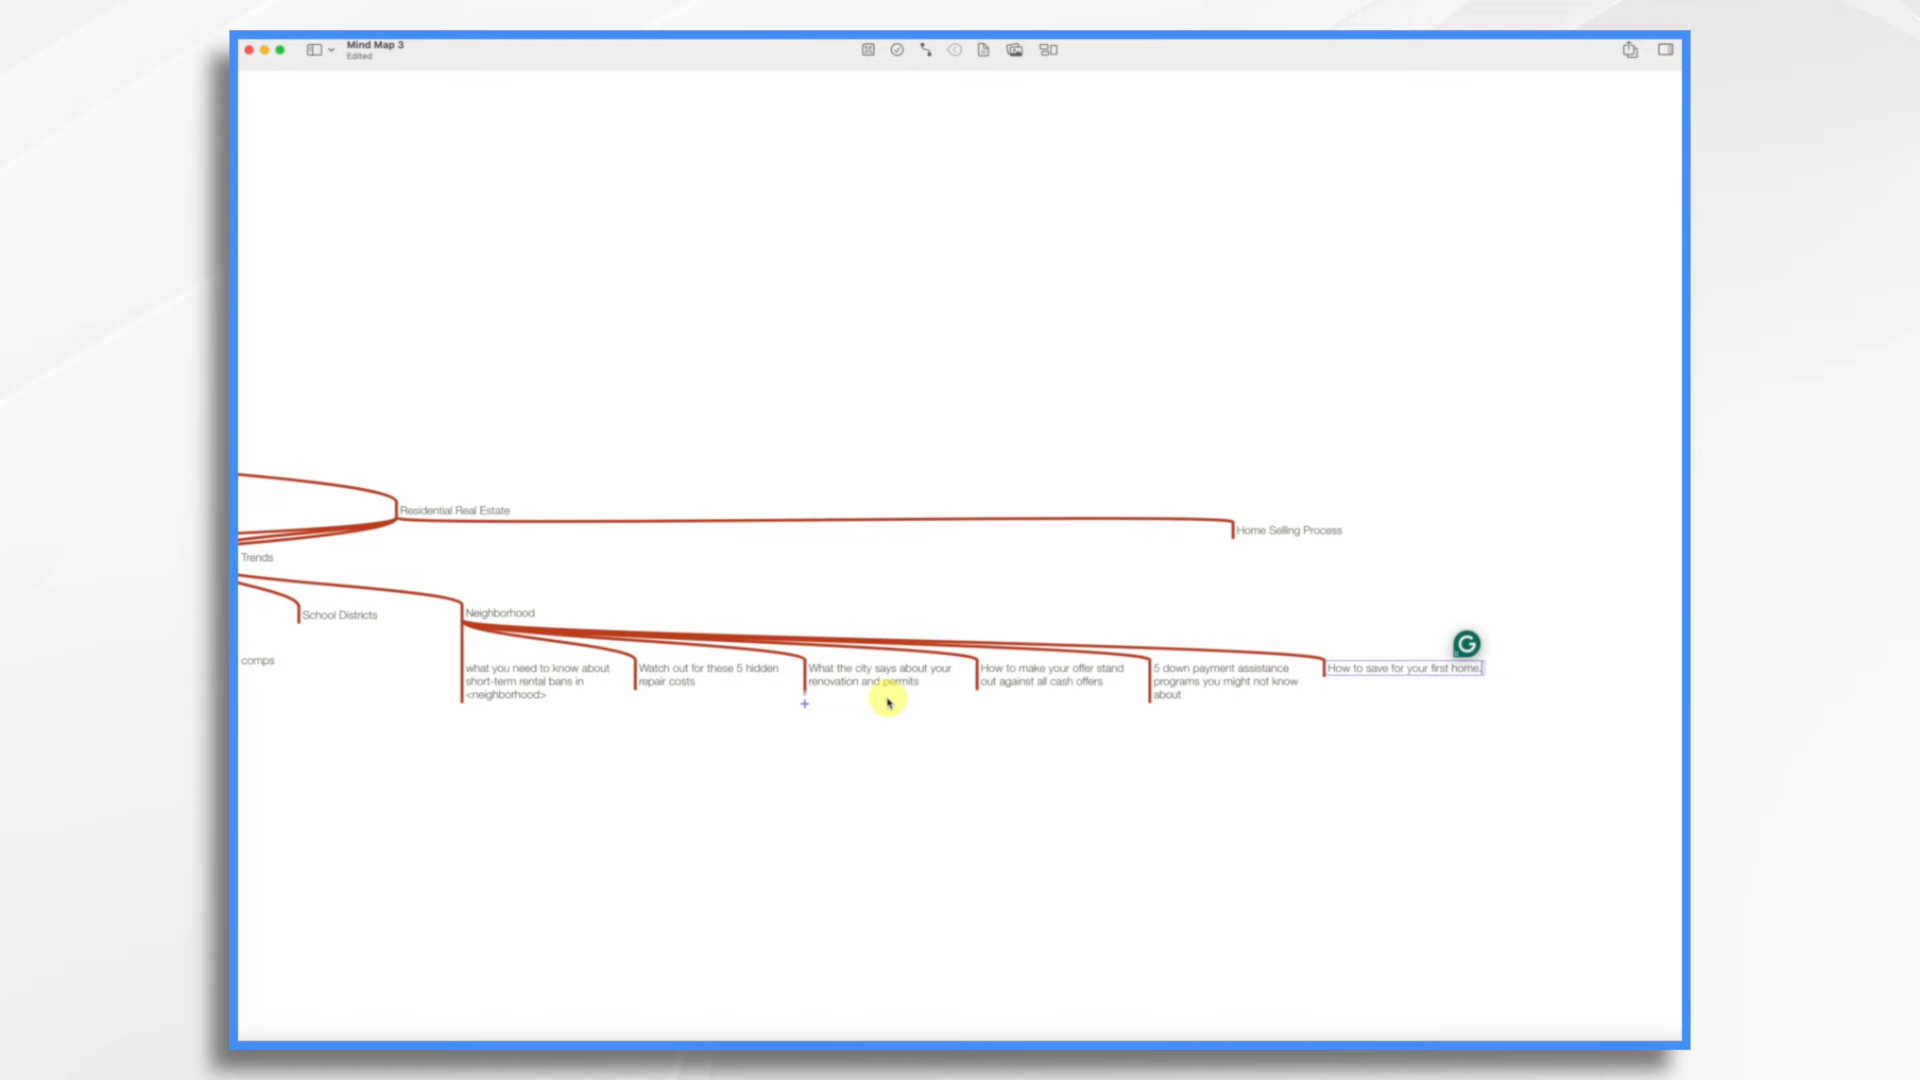 Mind Map 3
Edited
Residential Real Estate
Home Selling Process
Trends
Neighborhood
School Districts
comps
what you need to know about
short-term rental bans in
<neighborhood>
Watch out for these 5 hidden
repair costs
What the city says about your
renovation and permits
How to make your offer stand
out against all cash offers
5 down payment assistance
programs you might not know
about
How to save for your first home.